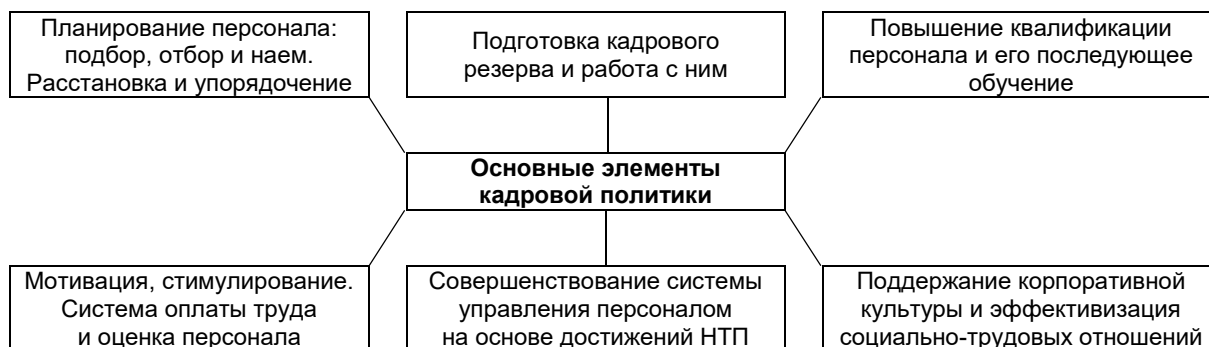 Планирование персонала:
подбор, отбор и наем.
Расстановка и упорядочение
Подготовка кадрового
резерва и работа с ним
Повышение квалификации
персонала и его последующее
обучение
Основные элементы
кадровой политики
Мотивация, стимулирование.
Система оплаты труда
и оценка персонала
Совершенствование системы
управления персоналом
на основе достижений НТП
Поддержание корпоративной
культуры и эффективизация
социально-трудовых отношений